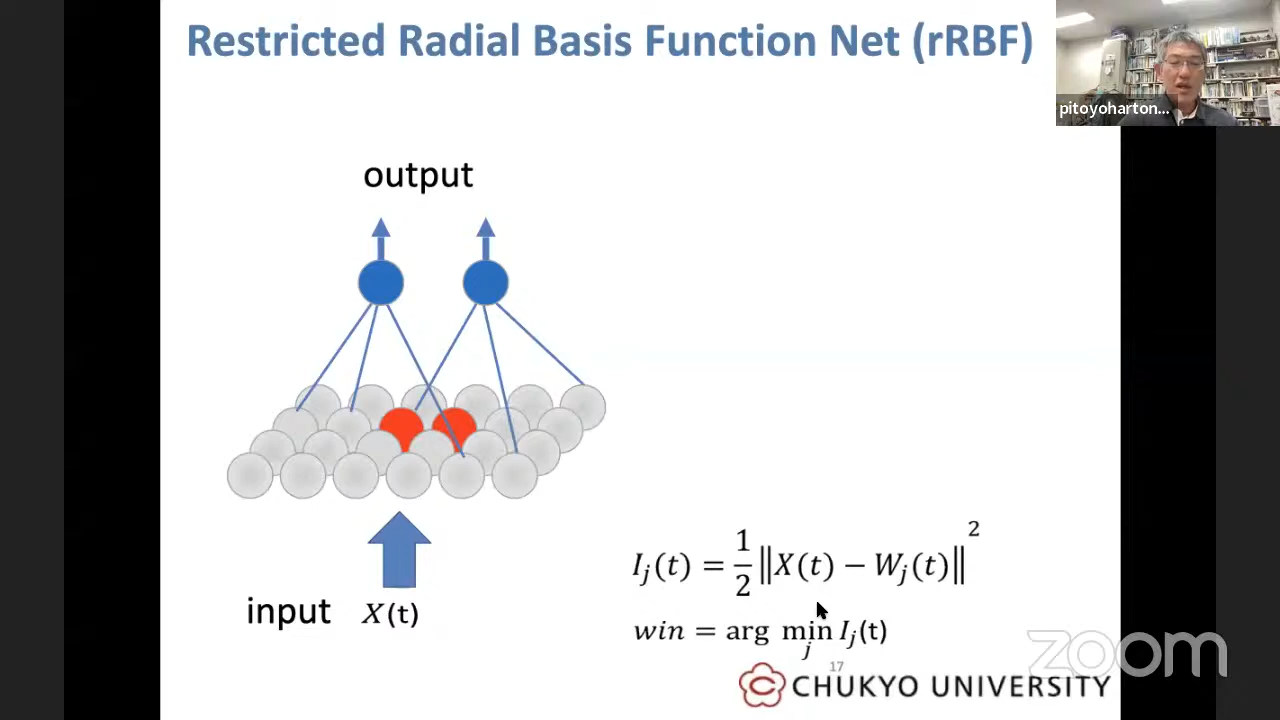 Restricted Radial Basis Function Net (rRBF)
pitoyoharton...
output
I_j(t) = 1/2 ‖X(t) − W_j(t)‖^2
input X(t)
win = arg min_j I_j(t)
zoom
17
CHUKYO UNIVERSITY